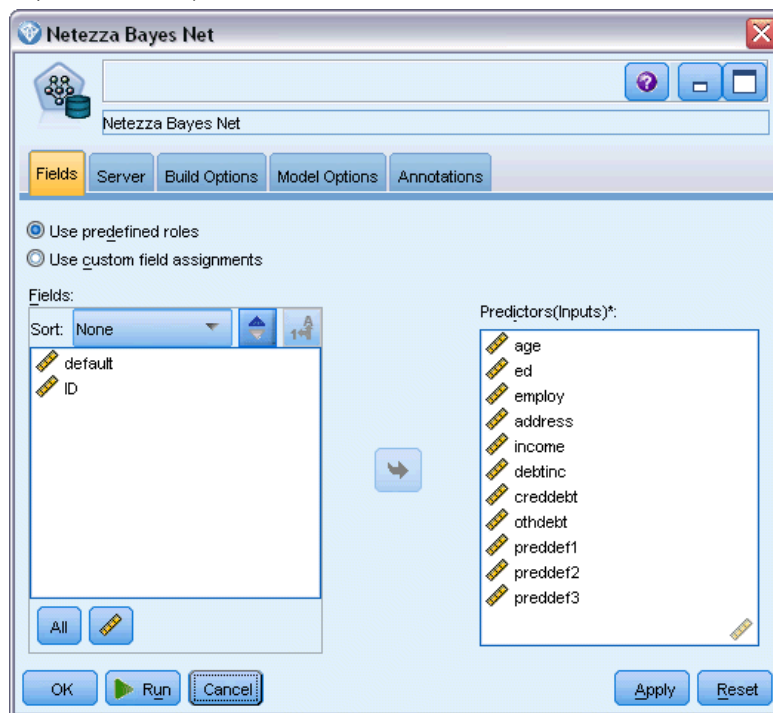 Netezza Bayes Net
Netezza Bayes Net
Fields Server Build Options Model Options Annotations
Use predefined roles
Use custom field assignments
Fields:
Sort: None
default
ID
Predictors(Inputs)*:
age
ed
employ
address
income
debtinc
creddebt
othdebt
preddef1
preddef2
preddef3
All
OK Run Cancel Apply Reset